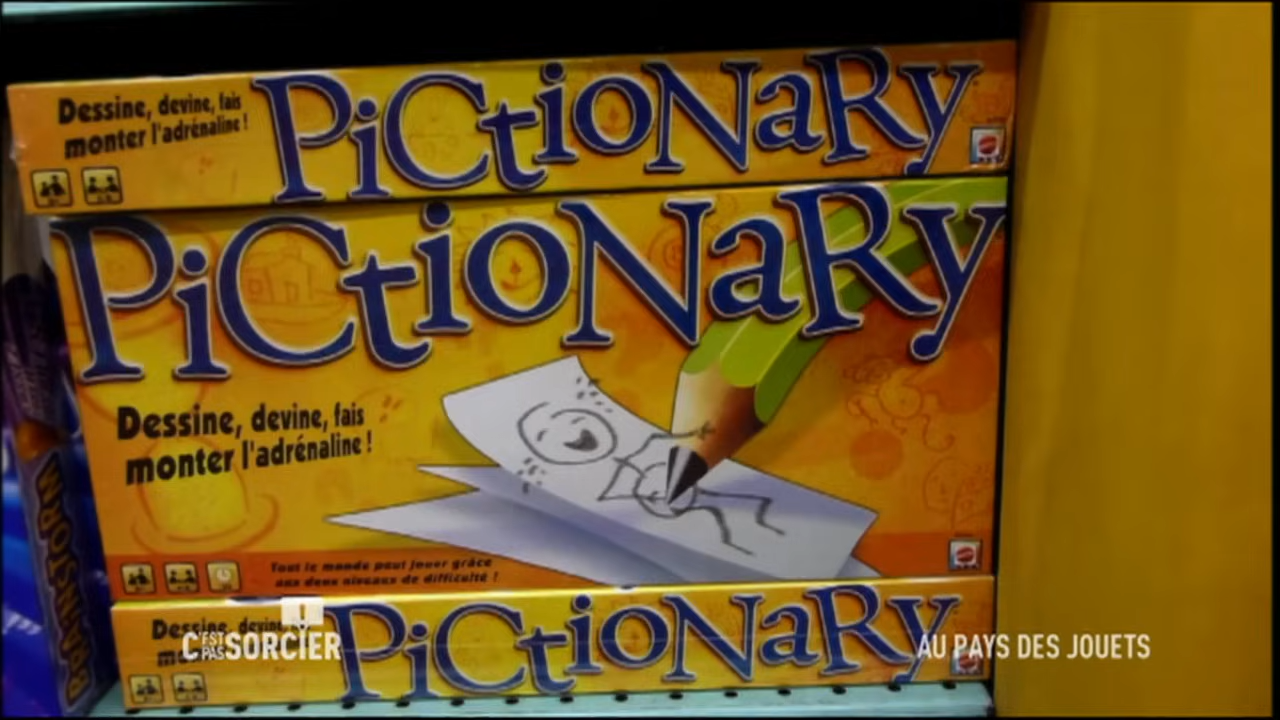 Dessine, devine, fais
monter l'adrénaline !
PiCtioNaRy
PiCtioNaRy
Dessine, devine, fais
monter l'adrénaline !
Tout le monde peut jouer grâce
aux deux niveaux de difficulté !
BRAINSTORM
Dessine, devine
PiCtioNaRy
C'EST PAS SORCIER
AU PAYS DES JOUETS